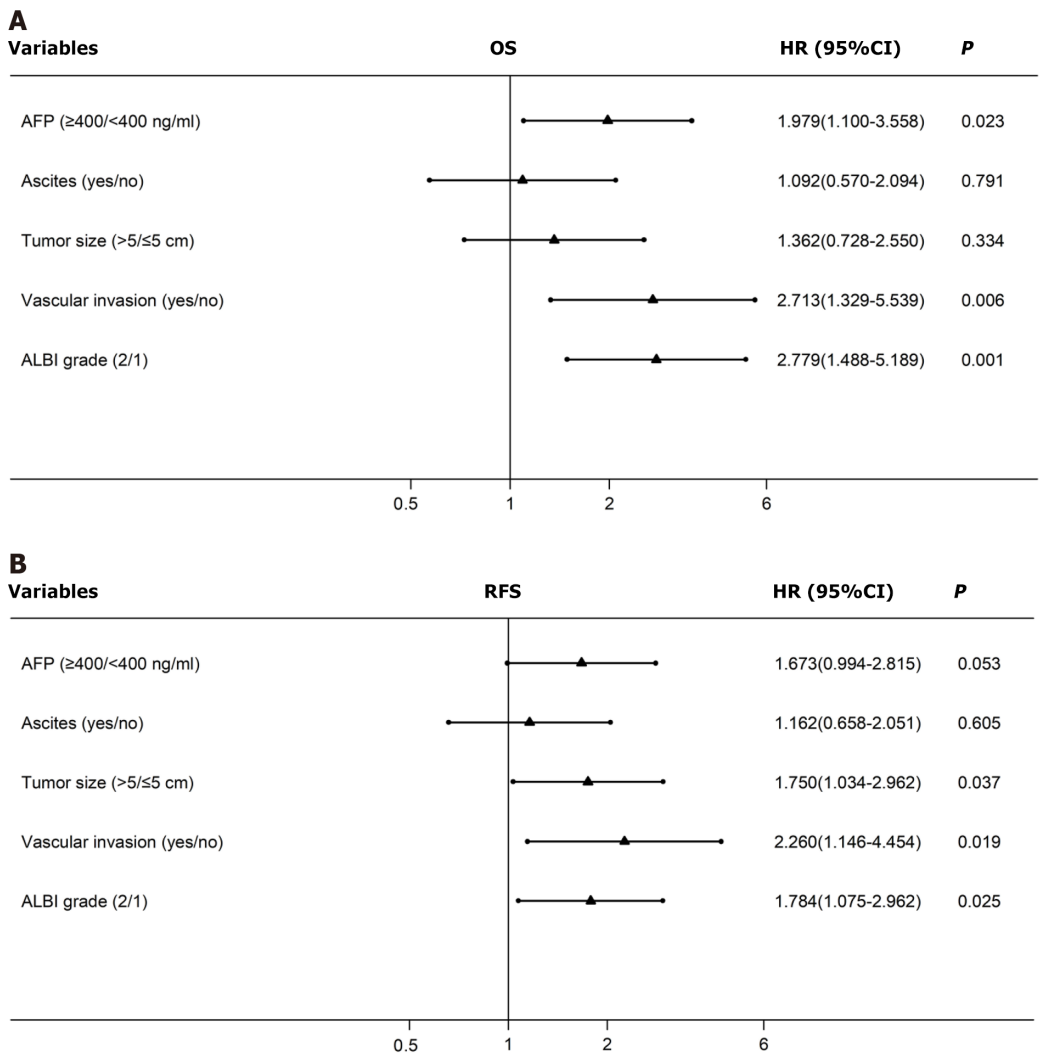 A
Variables OS HR (95%CI) P
AFP (≥400/<400 ng/ml) 1.979(1.100-3.558) 0.023
Ascites (yes/no) 1.092(0.570-2.094) 0.791
Tumor size (>5/≤5 cm) 1.362(0.728-2.550) 0.334
Vascular invasion (yes/no) 2.713(1.329-5.539) 0.006
ALBI grade (2/1) 2.779(1.488-5.189) 0.001
0.5 1 2 6
B
Variables RFS HR (95%CI) P
AFP (≥400/<400 ng/ml) 1.673(0.994-2.815) 0.053
Ascites (yes/no) 1.162(0.658-2.051) 0.605
Tumor size (>5/≤5 cm) 1.750(1.034-2.962) 0.037
Vascular invasion (yes/no) 2.260(1.146-4.454) 0.019
ALBI grade (2/1) 1.784(1.075-2.962) 0.025
0.5 1 2 6